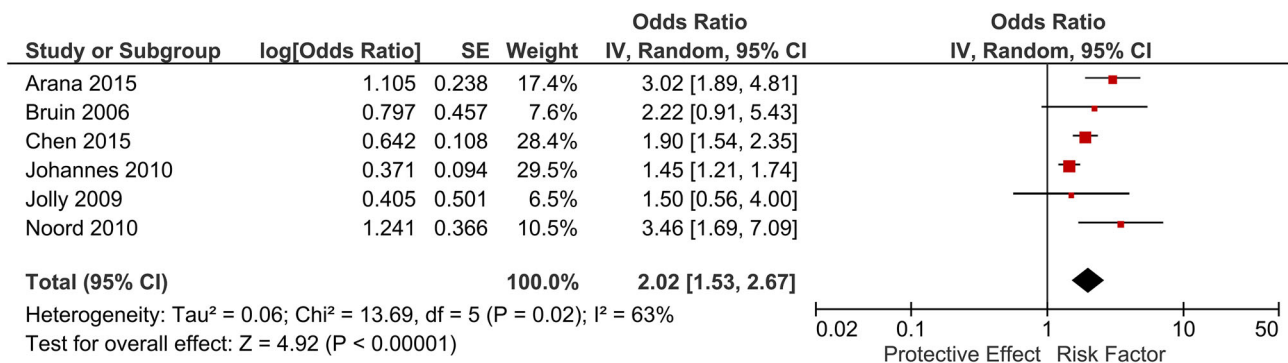 Odds Ratio Odds Ratio
Study or Subgroup log[Odds Ratio] SE Weight IV, Random, 95% CI IV, Random, 95% CI
Arana 2015 1.105 0.238 17.4% 3.02 [1.89, 4.81]
Bruin 2006 0.797 0.457 7.6% 2.22 [0.91, 5.43]
Chen 2015 0.642 0.108 28.4% 1.90 [1.54, 2.35]
Johannes 2010 0.371 0.094 29.5% 1.45 [1.21, 1.74]
Jolly 2009 0.405 0.501 6.5% 1.50 [0.56, 4.00]
Noord 2010 1.241 0.366 10.5% 3.46 [1.69, 7.09]
Total (95% CI) 100.0% 2.02 [1.53, 2.67]
Heterogeneity: Tau² = 0.06; Chi² = 13.69, df = 5 (P = 0.02); I² = 63%
0.02 0.1 1 10 50
Test for overall effect: Z = 4.92 (P < 0.00001)
Protective Effect Risk Factor